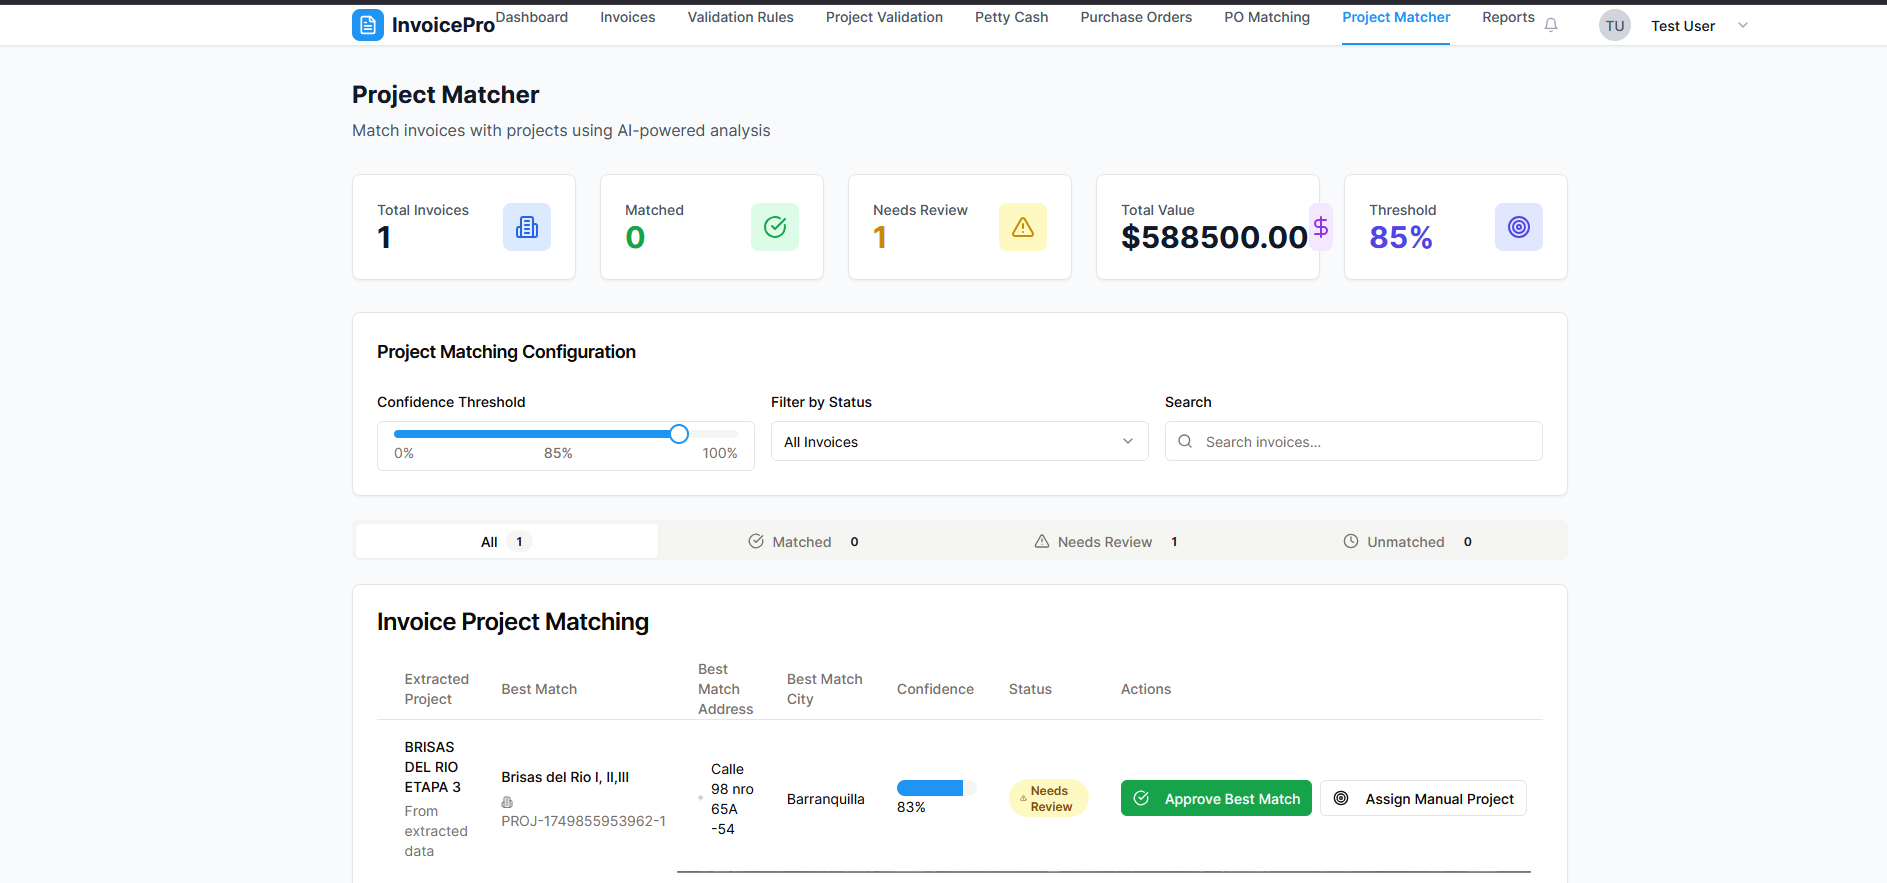 InvoicePro
Dashboard Invoices Validation Rules Project Validation Petty Cash Purchase Orders PO Matching Project Matcher Reports
TU Test User
Project Matcher
Match invoices with projects using AI-powered analysis
Total Invoices
1
Matched
0
Needs Review
1
Total Value
$588500.00
$
Threshold
85%
Project Matching Configuration
Confidence Threshold
0% 85% 100%
Filter by Status
All Invoices
Search
Search invoices...
All 1
Matched 0
Needs Review 1
Unmatched 0
Invoice Project Matching
Extracted
Project
Best Match
Best
Match
Address
Best Match
City
Confidence
Status
Actions
BRISAS
DEL RIO
ETAPA 3
From
extracted
data
Brisas del Rio I, II,III
PROJ-1749855953962-1
Calle
98 nro
65A
-54
Barranquilla
83%
Needs
Review
Approve Best Match
Assign Manual Project